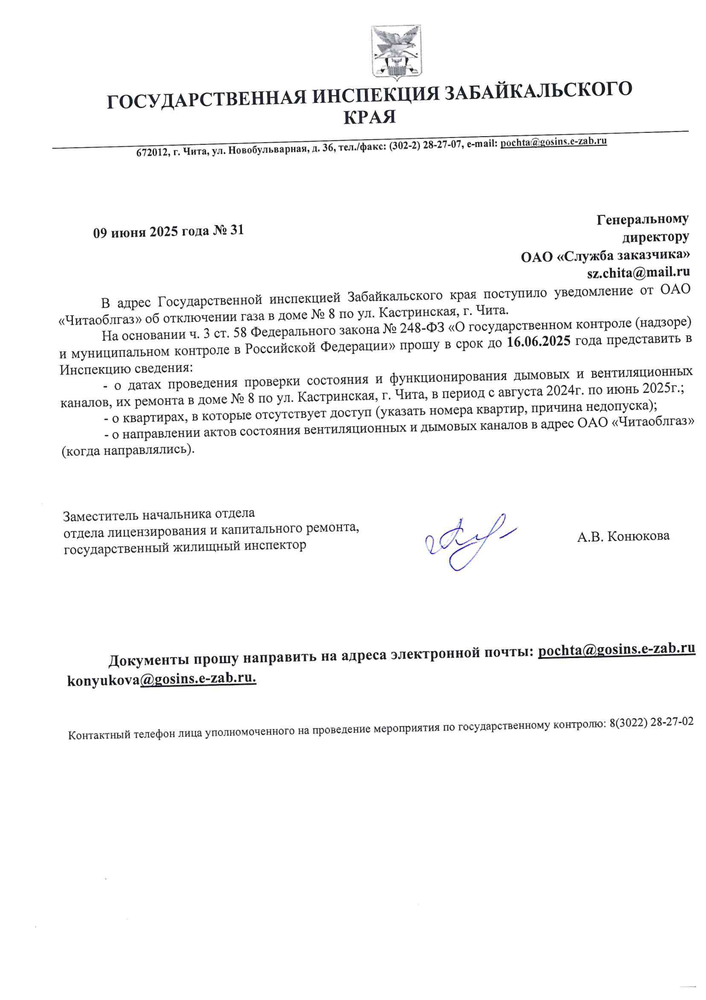 ГОСУДАРСТВЕННАЯ ИНСПЕКЦИЯ ЗАБАЙКАЛЬСКОГО
КРАЯ
672012, г. Чита, ул. Новобульварная, д. 36, тел./факс: (302-2) 28-27-07, e-mail: pochta@gosins.e-zab.ru
09 июня 2025 года № 31
Генеральному
директору
ОАО «Служба заказчика»
sz.chita@mail.ru
В адрес Государственной инспекцией Забайкальского края поступило уведомление от ОАО
«Читаоблгаз» об отключении газа в доме № 8 по ул. Кастринская, г. Чита.
На основании ч. 3 ст. 58 Федерального закона № 248-ФЗ «О государственном контроле (надзоре)
и муниципальном контроле в Российской Федерации» прошу в срок до 16.06.2025 года представить в
Инспекцию сведения:
- о датах проведения проверки состояния и функционирования дымовых и вентиляционных
каналов, их ремонта в доме № 8 по ул. Кастринская, г. Чита, в период с августа 2024г. по июнь 2025г.;
- о квартирах, в которые отсутствует доступ (указать номера квартир, причина недопуска);
- о направлении актов состояния вентиляционных и дымовых каналов в адрес ОАО «Читаоблгаз»
(когда направлялись).
Заместитель начальника отдела
отдела лицензирования и капитального ремонта,
государственный жилищный инспектор
А.В. Конюкова
Документы прошу направить на адреса электронной почты: pochta@gosins.e-zab.ru
konyukova@gosins.e-zab.ru.
Контактный телефон лица уполномоченного на проведение мероприятия по государственному контролю: 8(3022) 28-27-02